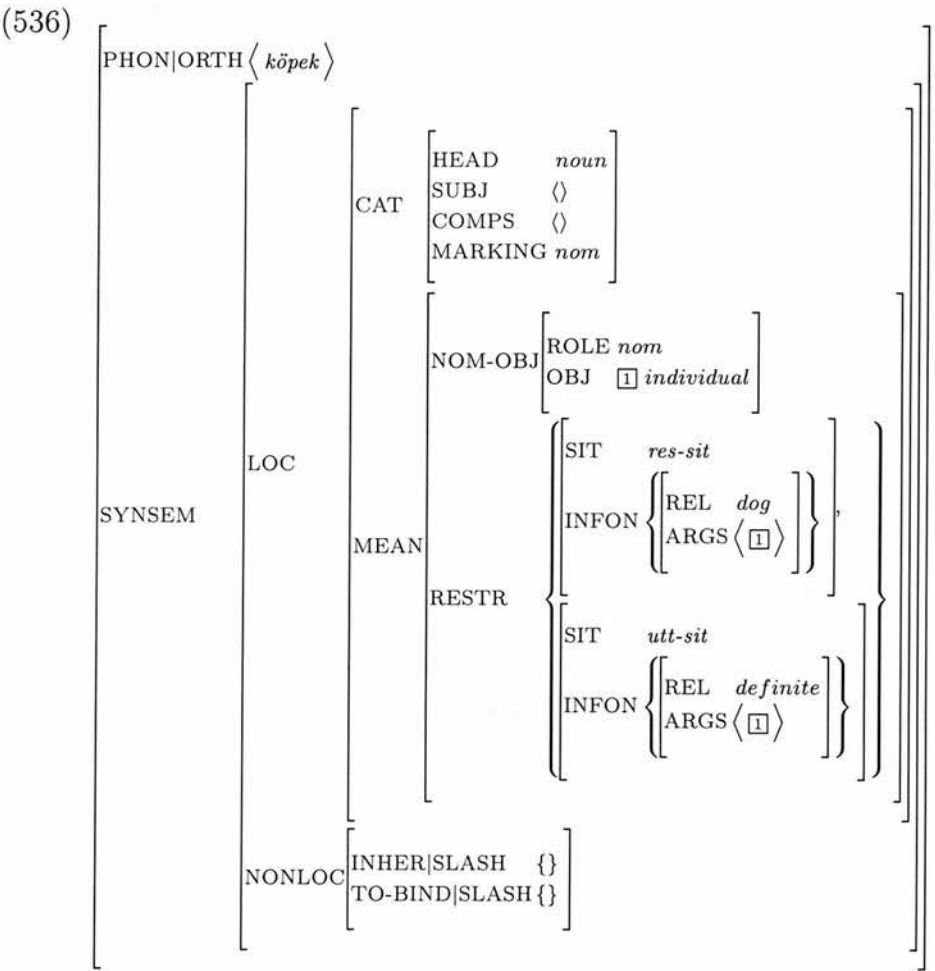 (536)
PHON|ORTH ⟨ köpek ⟩
HEAD noun
SUBJ ⟨⟩
CAT
COMPS ⟨⟩
MARKING nom
ROLE nom
NOM-OBJ
OBJ [1] individual
SIT res-sit
LOC
REL dog
SYNSEM
INFON { [ ] } ,
ARGS ⟨ [1] ⟩
MEAN
RESTR
SIT utt-sit
REL definite
INFON
ARGS ⟨ [1] ⟩
INHER|SLASH {}
NONLOC
TO-BIND|SLASH {}